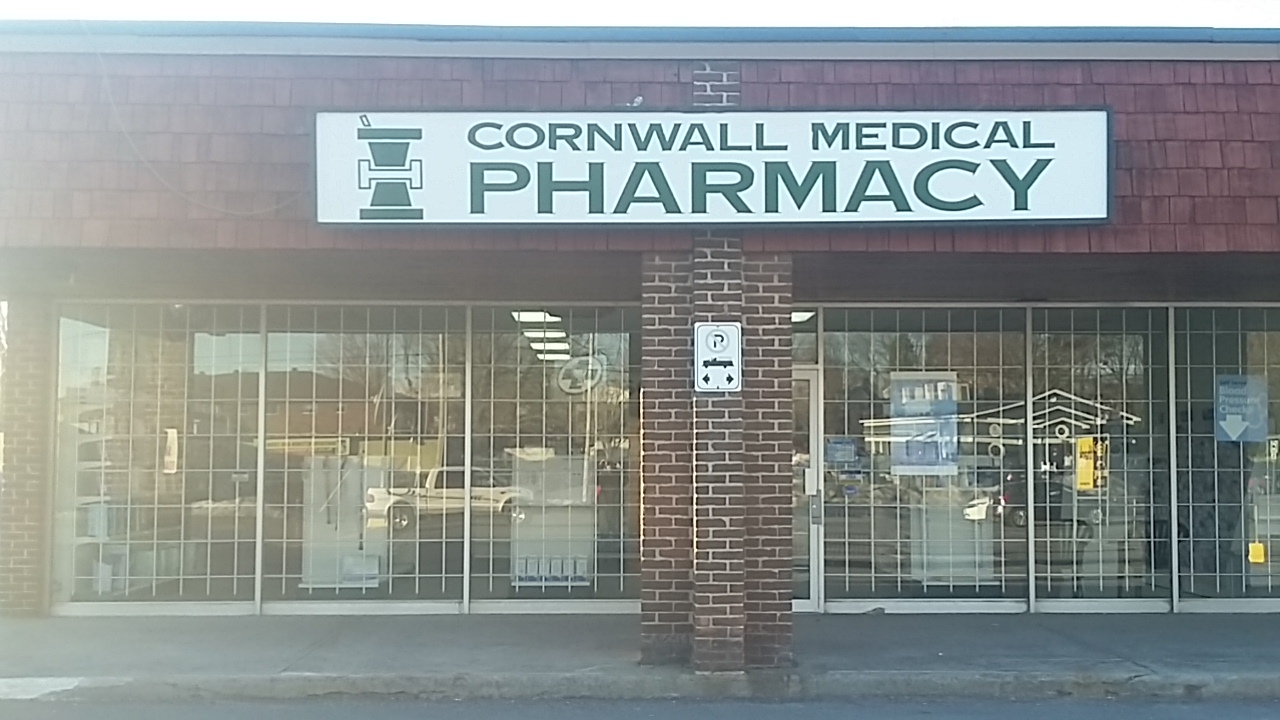 CORNWALL MEDICAL
PHARMACY
P
Blood
Pressure
Check